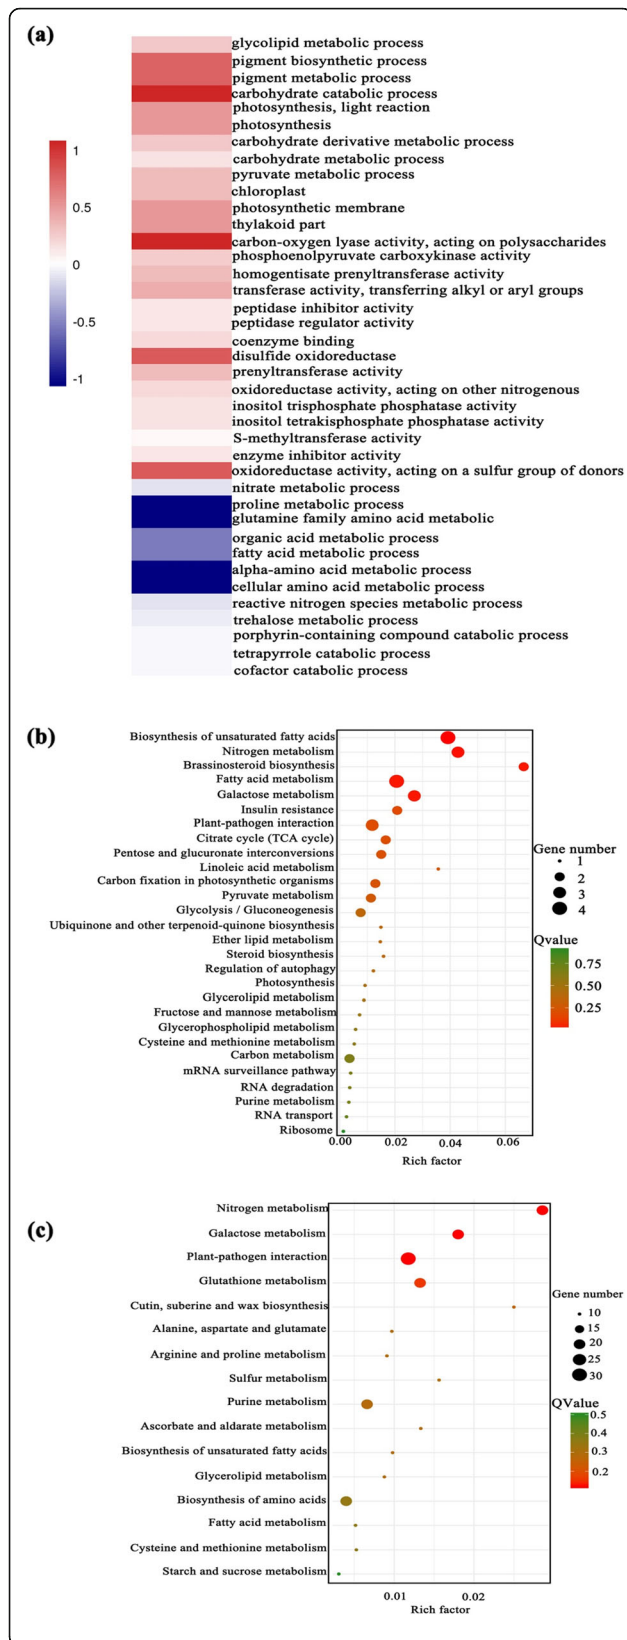 (a)
glycolipid metabolic process
pigment biosynthetic process
pigment metabolic process
carbohydrate catabolic process
photosynthesis, light reaction
photosynthesis
carbohydrate derivative metabolic process
carbohydrate metabolic process
pyruvate metabolic process
chloroplast
photosynthetic membrane
thylakoid part
carbon-oxygen lyase activity, acting on polysaccharides
phosphoenolpyruvate carboxykinase activity
homogentisate prenyltransferase activity
transferase activity, transferring alkyl or aryl groups
peptidase inhibitor activity
peptidase regulator activity
coenzyme binding
disulfide oxidoreductase
prenyltransferase activity
oxidoreductase activity, acting on other nitrogenous
inositol trisphosphate phosphatase activity
inositol tetrakisphosphate phosphatase activity
S-methyltransferase activity
enzyme inhibitor activity
oxidoreductase activity, acting on a sulfur group of donors
nitrate metabolic process
proline metabolic process
glutamine family amino acid metabolic
organic acid metabolic process
fatty acid metabolic process
alpha-amino acid metabolic process
cellular amino acid metabolic process
reactive nitrogen species metabolic process
trehalose metabolic process
porphyrin-containing compound catabolic process
tetrapyrrole catabolic process
cofactor catabolic process
1
0.5
0
-0.5
-1
(b)
Biosynthesis of unsaturated fatty acids
Nitrogen metabolism
Brassinosteroid biosynthesis
Fatty acid metabolism
Galactose metabolism
Insulin resistance
Plant-pathogen interaction
Citrate cycle (TCA cycle)
Pentose and glucuronate interconversions
Linoleic acid metabolism
Carbon fixation in photosynthetic organisms
Pyruvate metabolism
Glycolysis / Gluconeogenesis
Ubiquinone and other terpenoid-quinone biosynthesis
Ether lipid metabolism
Steroid biosynthesis
Regulation of autophagy
Photosynthesis
Glycerolipid metabolism
Fructose and mannose metabolism
Glycerophospholipid metabolism
Cysteine and methionine metabolism
Carbon metabolism
mRNA surveillance pathway
RNA degradation
Purine metabolism
RNA transport
Ribosome
0.00 0.02 0.04 0.06
Rich factor
Gene number
1
2
3
4
Qvalue
0.75
0.50
0.25
(c)
Nitrogen metabolism
Galactose metabolism
Plant-pathogen interaction
Glutathione metabolism
Cutin, suberine and wax biosynthesis
Alanine, aspartate and glutamate
Arginine and proline metabolism
Sulfur metabolism
Purine metabolism
Ascorbate and aldarate metabolism
Biosynthesis of unsaturated fatty acids
Glycerolipid metabolism
Biosynthesis of amino acids
Fatty acid metabolism
Cysteine and methionine metabolism
Starch and sucrose metabolism
0.01 0.02
Rich factor
Gene number
10
15
20
25
30
QValue
0.5
0.4
0.3
0.2